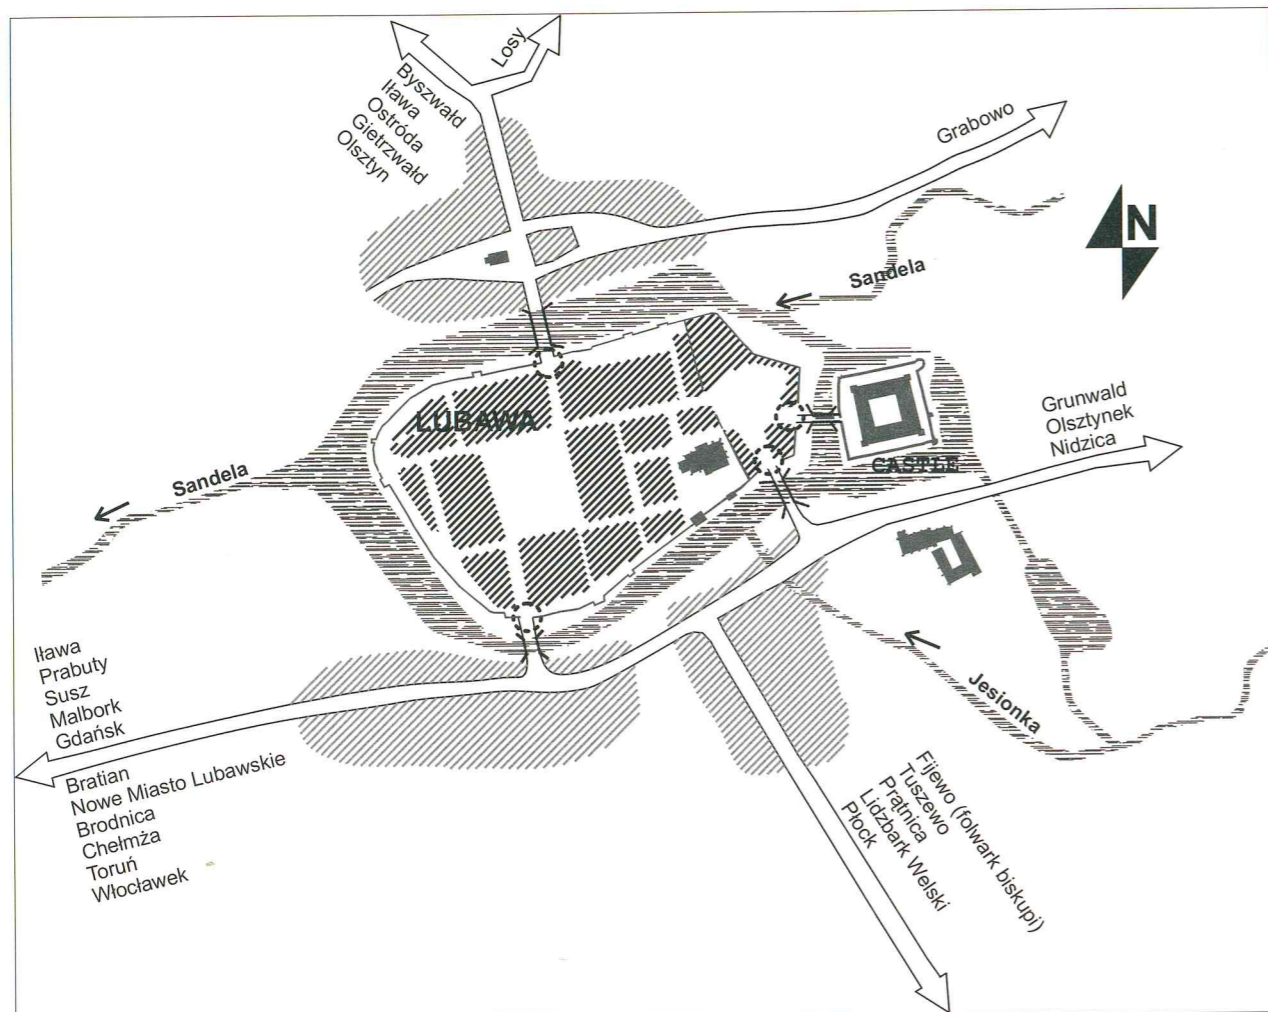 Losy
Byszwałd
Iława
Ostróda
Gietrzwałd
Olsztyn
Grabowo
N
Sandela
LUBAWA
Grunwald
Olsztynek
Nidzica
CASTLE
Sandela
Iława
Prabuty
Susz
Malbork
Gdańsk
Jesionka
Bratian
Nowe Miasto Lubawskie
Brodnica
Chełmża
Toruń
Włocławek
Fijewo (folwark biskupi)
Tuszewo
Prątnica
Lidzbark Welski
Płock